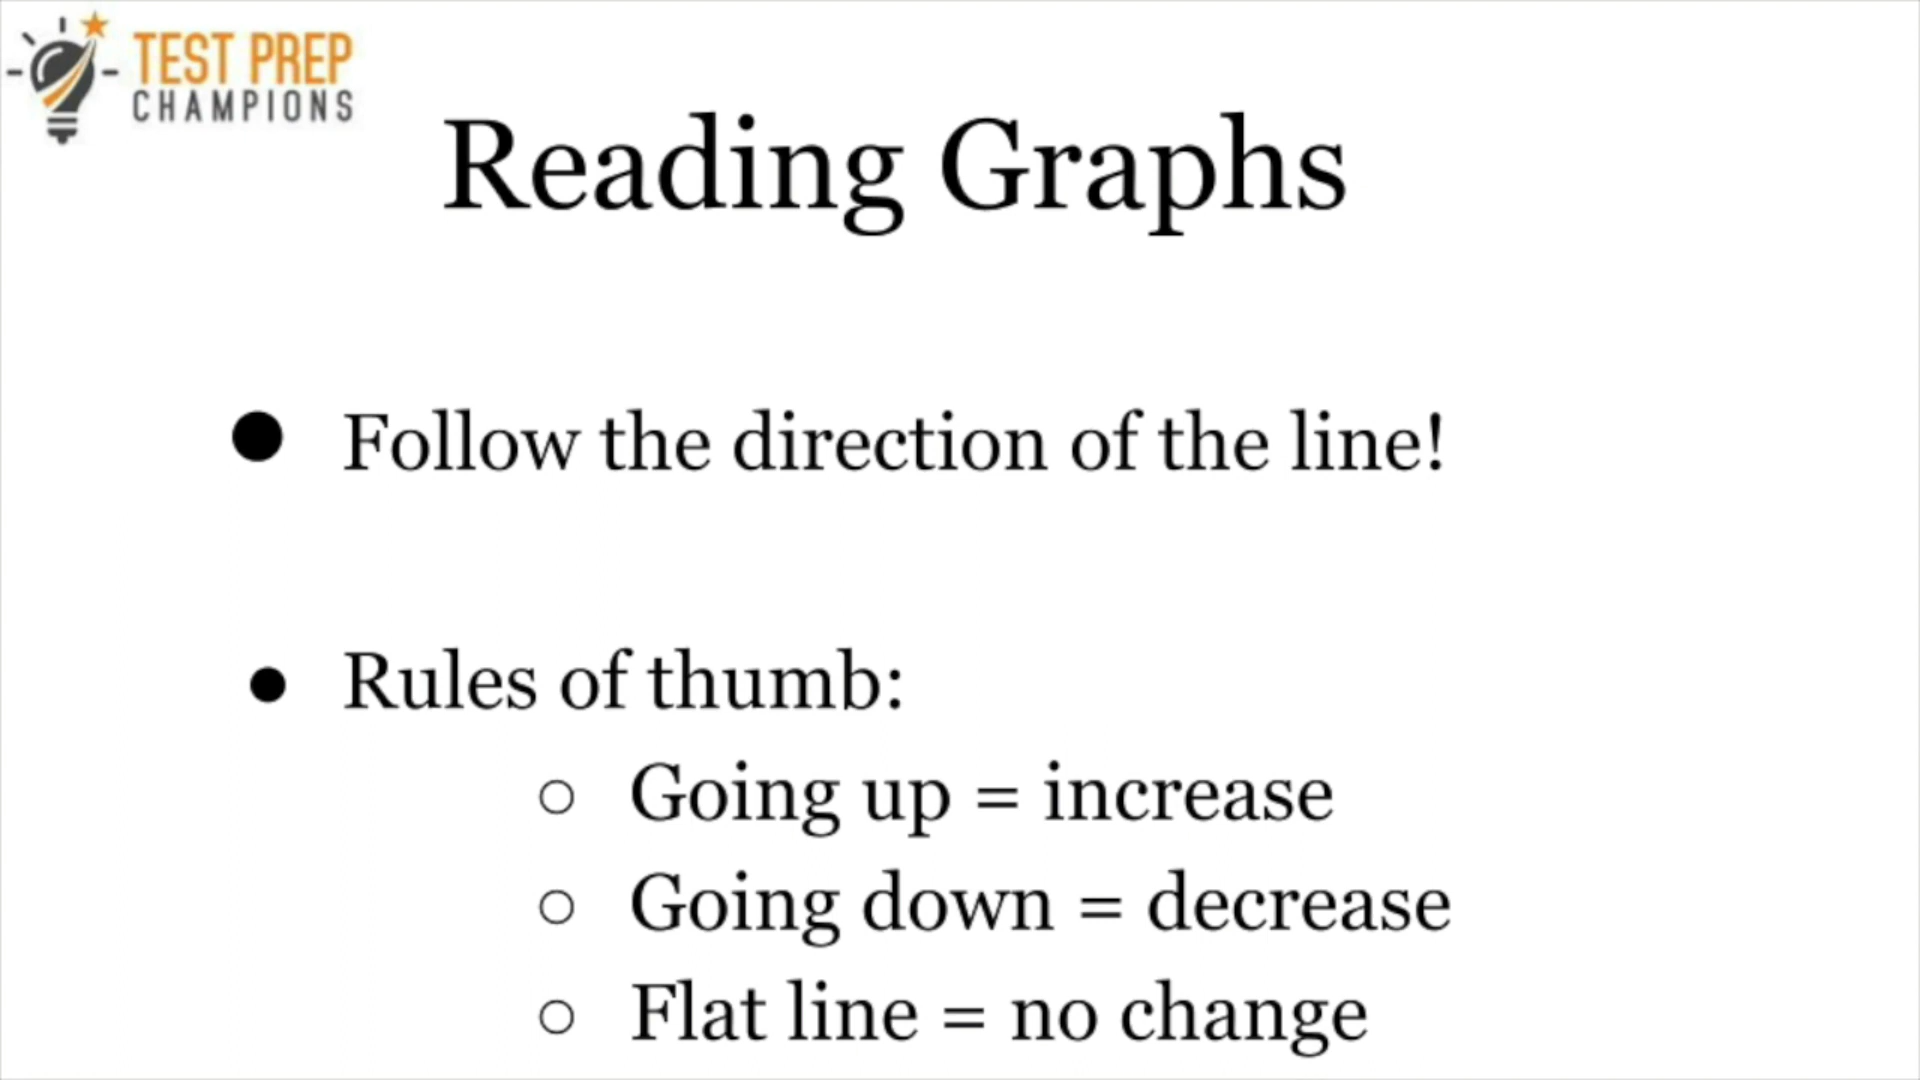 TEST PREP
CHAMPIONS
Reading Graphs
● Follow the direction of the line!
● Rules of thumb:
○ Going up = increase
○ Going down = decrease
○ Flat line = no change